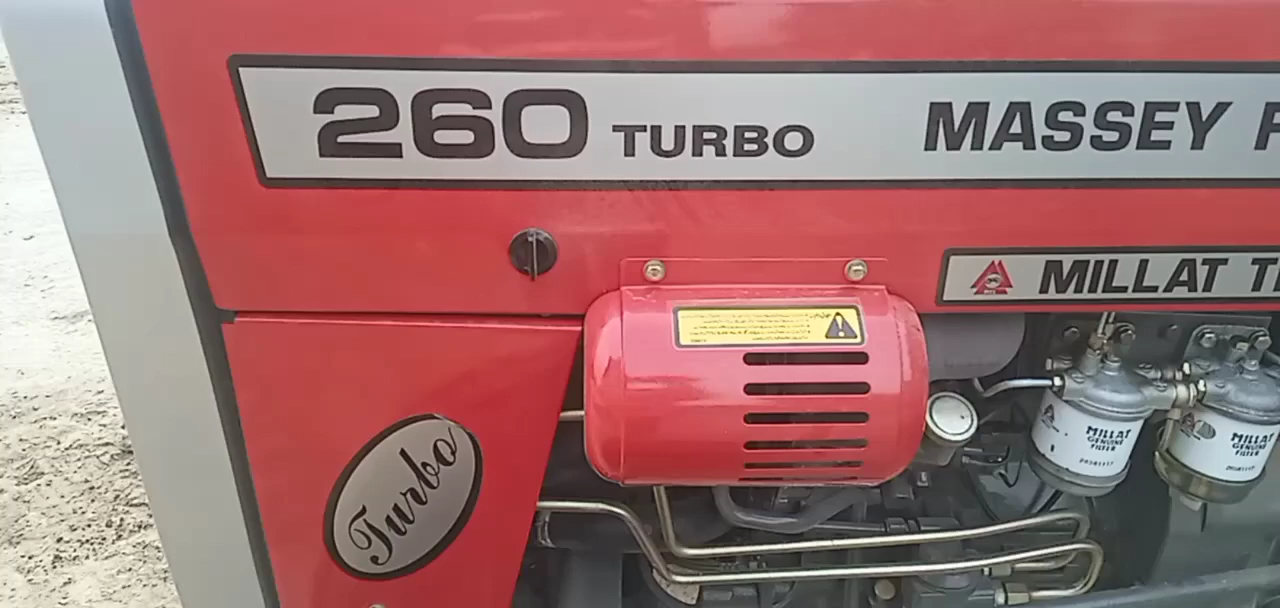 260 TURBO MASSEY F
MILLAT T
Turbo
MILLAT
GENUINE
FILTER
MILLAT
GENUINE
FILTER